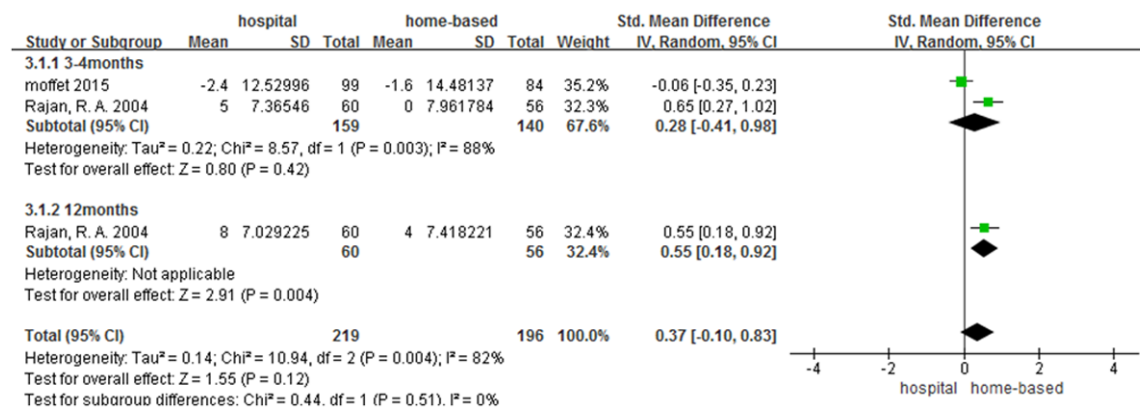 hospital home-based Std. Mean Difference Std. Mean Difference
Study or Subgroup Mean SD Total Mean SD Total Weight IV, Random, 95% CI IV, Random, 95% CI
3.1.1 3-4months
moffet 2015 -2.4 12.52996 99 -1.6 14.48137 84 35.2% -0.06 [-0.35, 0.23]
Rajan, R. A. 2004 5 7.36546 60 0 7.961784 56 32.3% 0.65 [0.27, 1.02]
Subtotal (95% CI) 159 140 67.6% 0.28 [-0.41, 0.98]
Heterogeneity: Tau² = 0.22; Chi² = 8.57, df = 1 (P = 0.003); I² = 88%
Test for overall effect: Z = 0.80 (P = 0.42)
3.1.2 12months
Rajan, R. A. 2004 8 7.029225 60 4 7.418221 56 32.4% 0.55 [0.18, 0.92]
Subtotal (95% CI) 60 56 32.4% 0.55 [0.18, 0.92]
Heterogeneity: Not applicable
Test for overall effect: Z = 2.91 (P = 0.004)
Total (95% CI) 219 196 100.0% 0.37 [-0.10, 0.83]
Heterogeneity: Tau² = 0.14; Chi² = 10.94, df = 2 (P = 0.004); I² = 82%
Test for overall effect: Z = 1.55 (P = 0.12)
Test for subgroup differences: Chi² = 0.44, df = 1 (P = 0.51), I² = 0%
-4 -2 0 2 4
hospital home-based